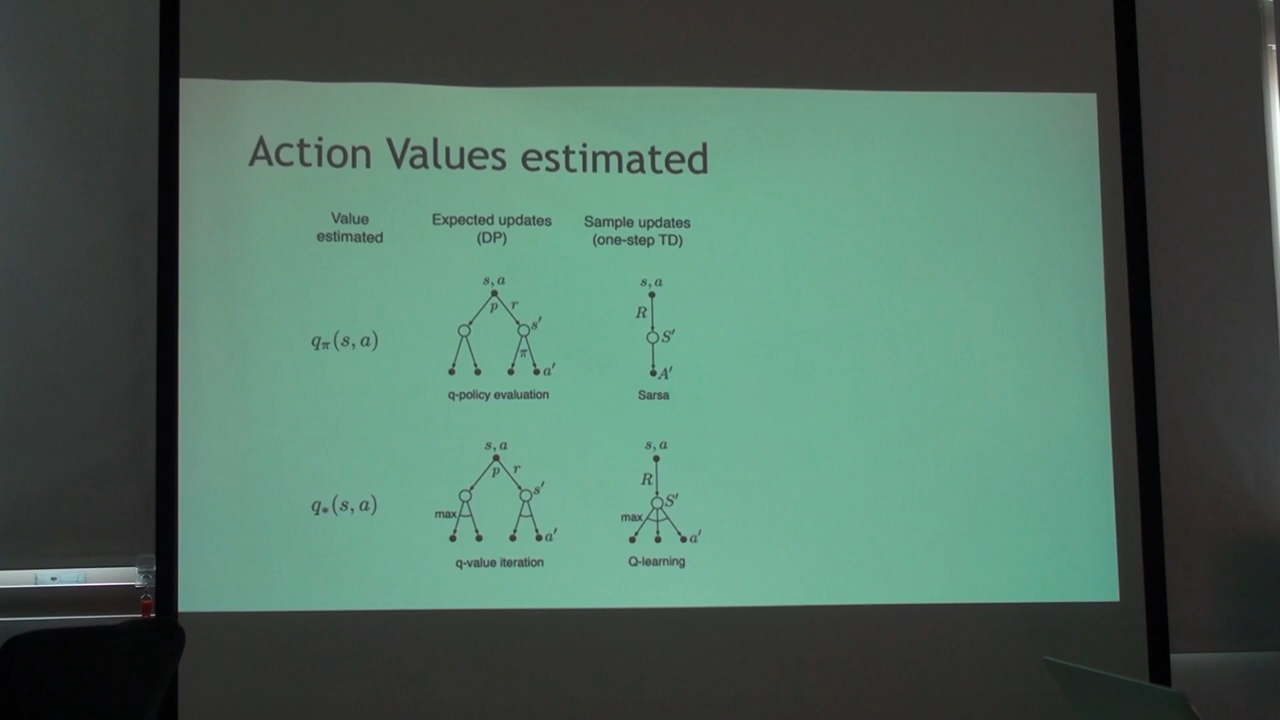 Action Values estimated
Value
estimated
Expected updates
(DP)
Sample updates
(one-step TD)
s, a
p r
s′
π
a′
q-policy evaluation
qπ(s, a)
s, a
R
S′
A′
Sarsa
s, a
p r
s′
max
a′
q-value iteration
q*(s, a)
s, a
R
S′
max
a′
Q-learning